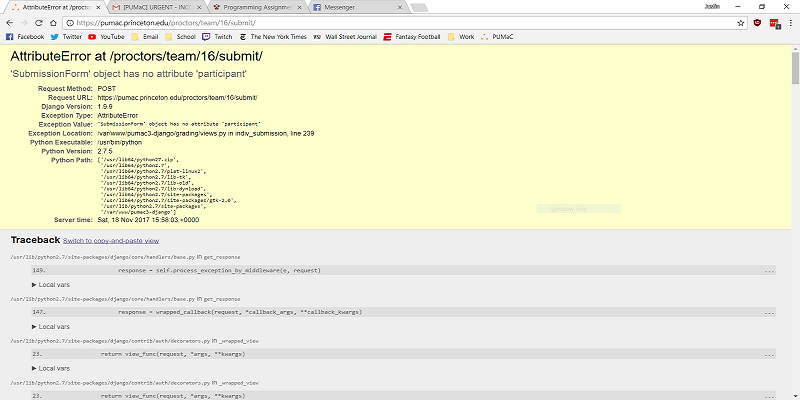 AttributeError at /proctors
[PUMaC] URGENT - INC
Programming Assignme
Messenger
Justin
https://pumac.princeton.edu/proctors/team/16/submit/
Facebook
Twitter
YouTube
Email
School
Twitch
The New York Times
WSJ Wall Street Journal
Fantasy Football
Work
PUMaC
AttributeError at /proctors/team/16/submit/
'SubmissionForm' object has no attribute 'participant'
Request Method: POST
Request URL: https://pumac.princeton.edu/proctors/team/16/submit/
Django Version: 1.9.9
Exception Type: AttributeError
Exception Value: 'SubmissionForm' object has no attribute 'participant'
Exception Location: /var/www/pumac3-django/grading/views.py in indiv_submission, line 239
Python Executable: /usr/bin/python
Python Version: 2.7.5
Python Path: ['/usr/lib64/python27.zip',
'/usr/lib64/python2.7',
'/usr/lib64/python2.7/plat-linux2',
'/usr/lib64/python2.7/lib-tk',
'/usr/lib64/python2.7/lib-old',
'/usr/lib64/python2.7/lib-dynload',
'/usr/lib64/python2.7/site-packages',
'/usr/lib64/python2.7/site-packages/gtk-2.0',
'/usr/lib/python2.7/site-packages',
'/var/www/pumac3-django']
Server time: Sat, 18 Nov 2017 15:58:03 +0000
Traceback Switch to copy-and-paste view
/usr/lib/python2.7/site-packages/django/core/handlers/base.py in get_response
149. response = self.process_exception_by_middleware(e, request) ...
▶ Local vars
/usr/lib/python2.7/site-packages/django/core/handlers/base.py in get_response
147. response = wrapped_callback(request, *callback_args, **callback_kwargs) ...
▶ Local vars
/usr/lib/python2.7/site-packages/django/contrib/auth/decorators.py in _wrapped_view
23. return view_func(request, *args, **kwargs) ...
▶ Local vars
/usr/lib/python2.7/site-packages/django/contrib/auth/decorators.py in _wrapped_view
23. return view_func(request, *args, **kwargs) ...